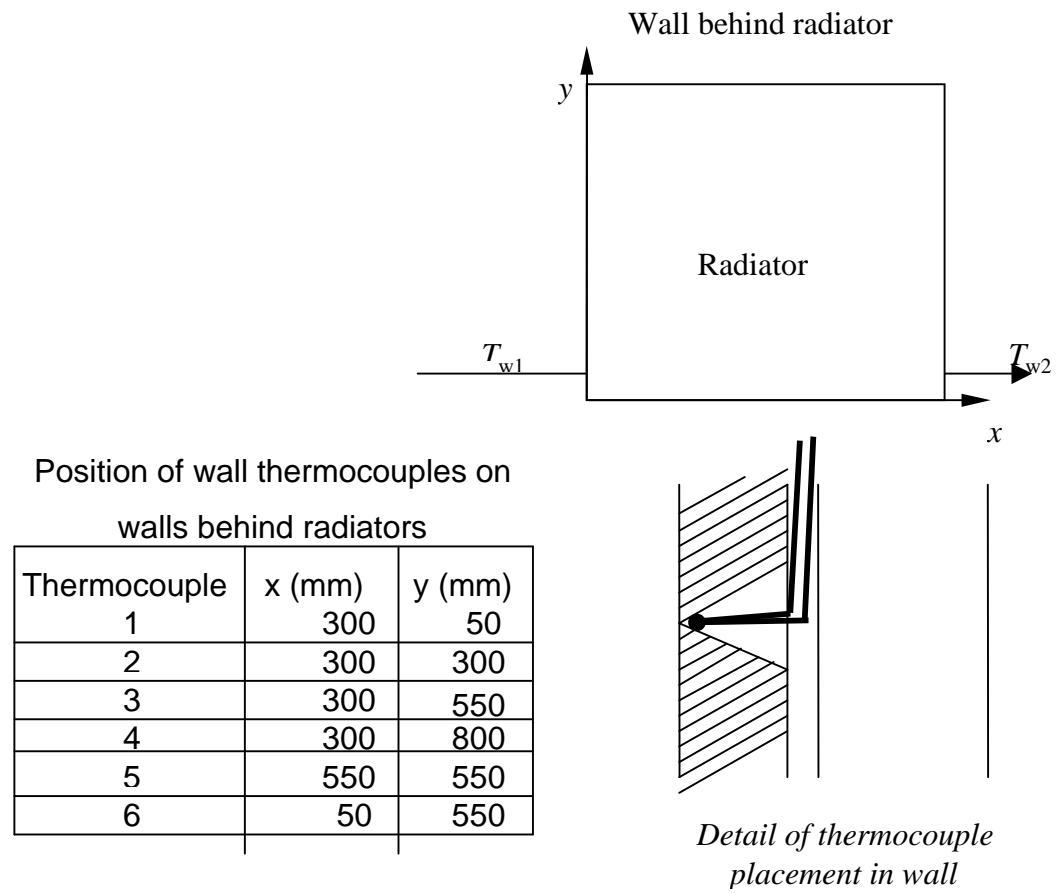 Wall behind radiator
y
Radiator
Tw1
Tw2
x
Position of wall thermocouples on
walls behind radiators
Thermocouple x (mm) y (mm)
1 300 50
2 300 300
3 300 550
4 300 800
5 550 550
6 50 550
Detail of thermocouple
placement in wall